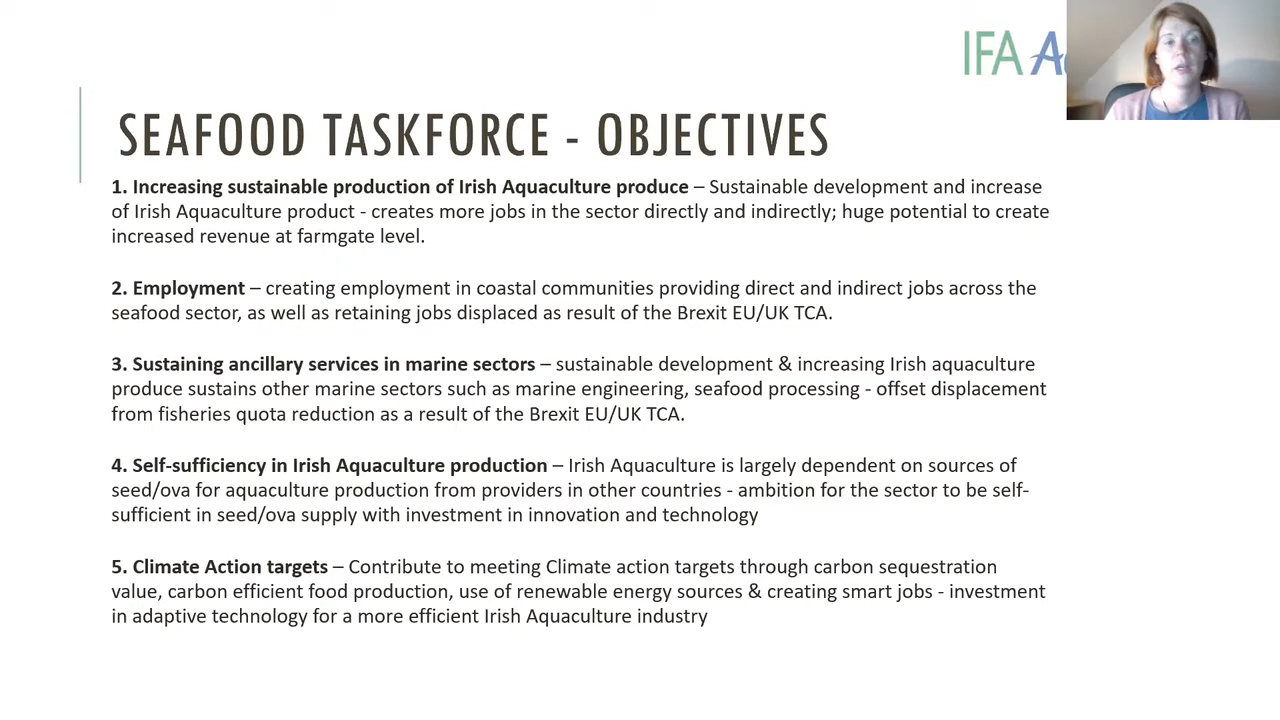 IFA
SEAFOOD TASKFORCE - OBJECTIVES
1. Increasing sustainable production of Irish Aquaculture produce – Sustainable development and increase
of Irish Aquaculture product - creates more jobs in the sector directly and indirectly; huge potential to create
increased revenue at farmgate level.
2. Employment – creating employment in coastal communities providing direct and indirect jobs across the
seafood sector, as well as retaining jobs displaced as result of the Brexit EU/UK TCA.
3. Sustaining ancillary services in marine sectors – sustainable development & increasing Irish aquaculture
produce sustains other marine sectors such as marine engineering, seafood processing - offset displacement
from fisheries quota reduction as a result of the Brexit EU/UK TCA.
4. Self-sufficiency in Irish Aquaculture production – Irish Aquaculture is largely dependent on sources of
seed/ova for aquaculture production from providers in other countries - ambition for the sector to be self-
sufficient in seed/ova supply with investment in innovation and technology
5. Climate Action targets – Contribute to meeting Climate action targets through carbon sequestration
value, carbon efficient food production, use of renewable energy sources & creating smart jobs - investment
in adaptive technology for a more efficient Irish Aquaculture industry